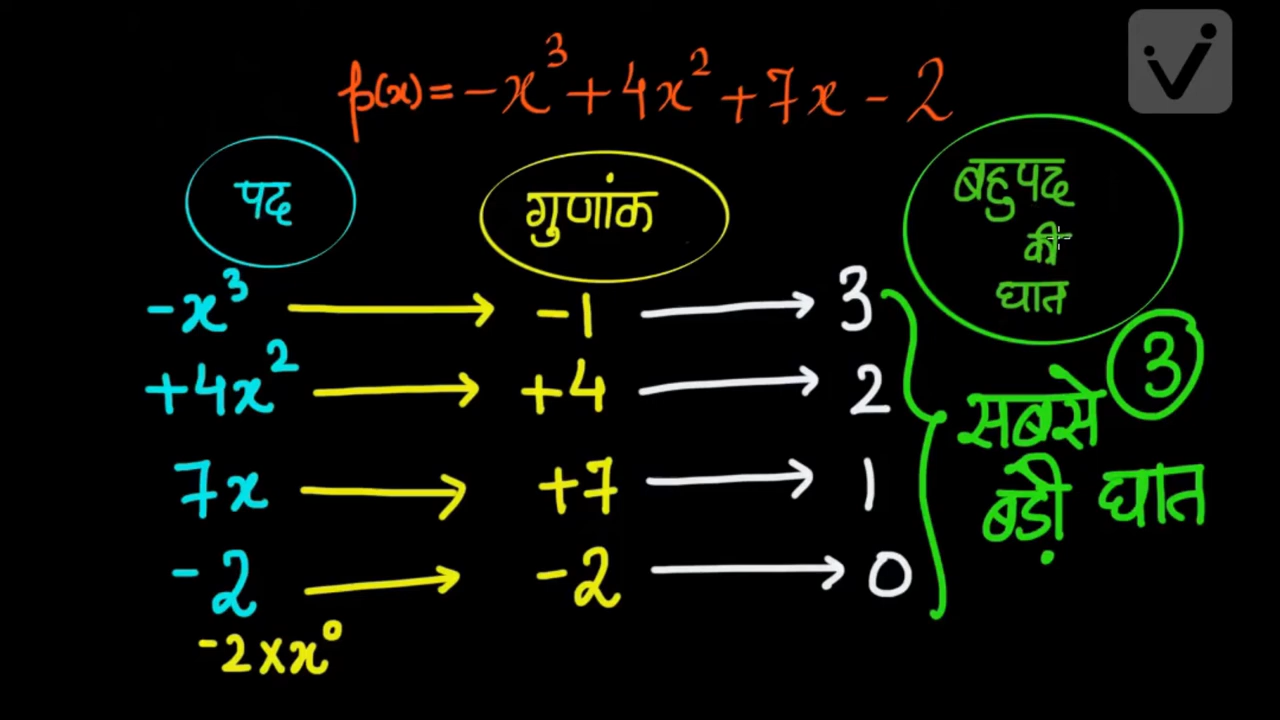 p(x) = -x³ + 4x² + 7x - 2
पद
गुणांक
बहुपद
की
घात
-x³ → -1 → 3
+4x² → +4 → 2
7x → +7 → 1
-2 → -2 → 0
-2 × x⁰
3
सबसे
बड़ी घात